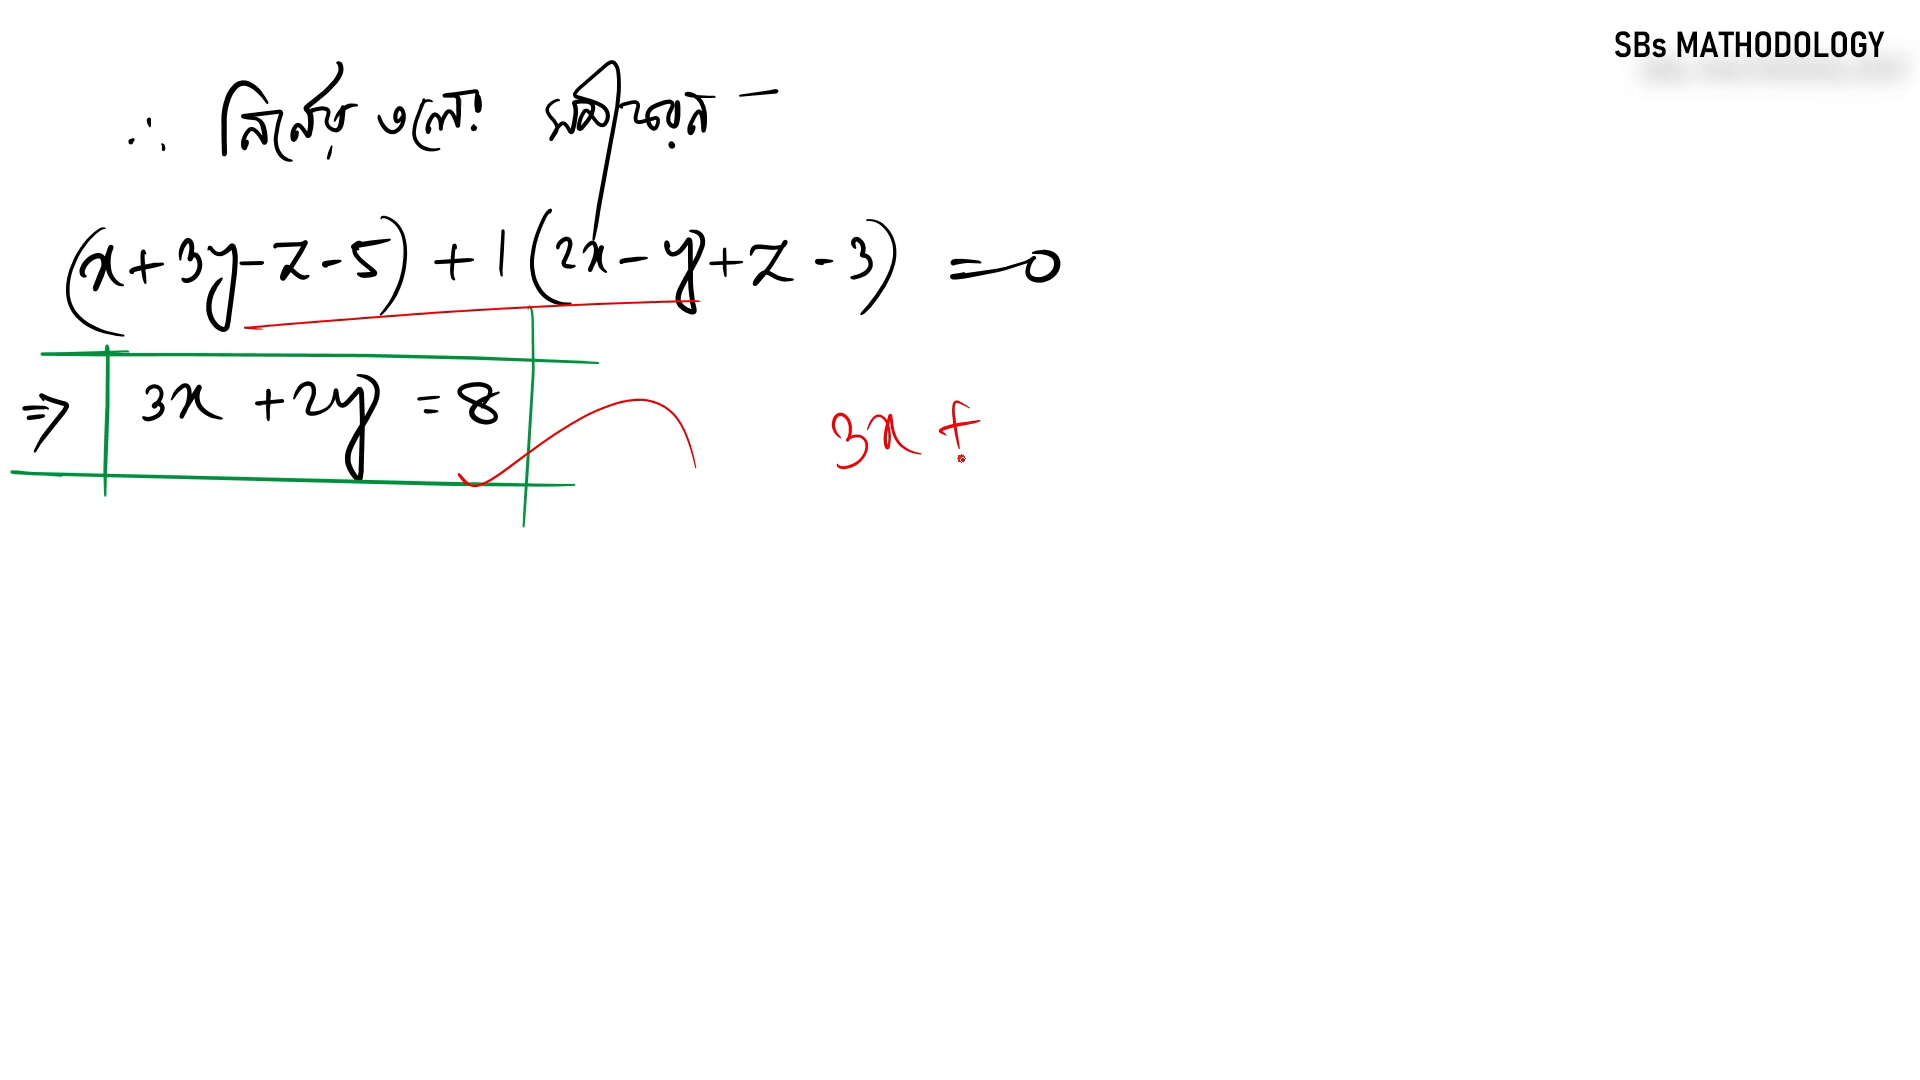 SBs MATHODOLOGY
∴ নির্ণেয় তলের সমীকরণ –
(x + 3y - z - 5) + 1 (2x - y + z - 3) = 0
⇒ 3x + 2y = 8
3x +